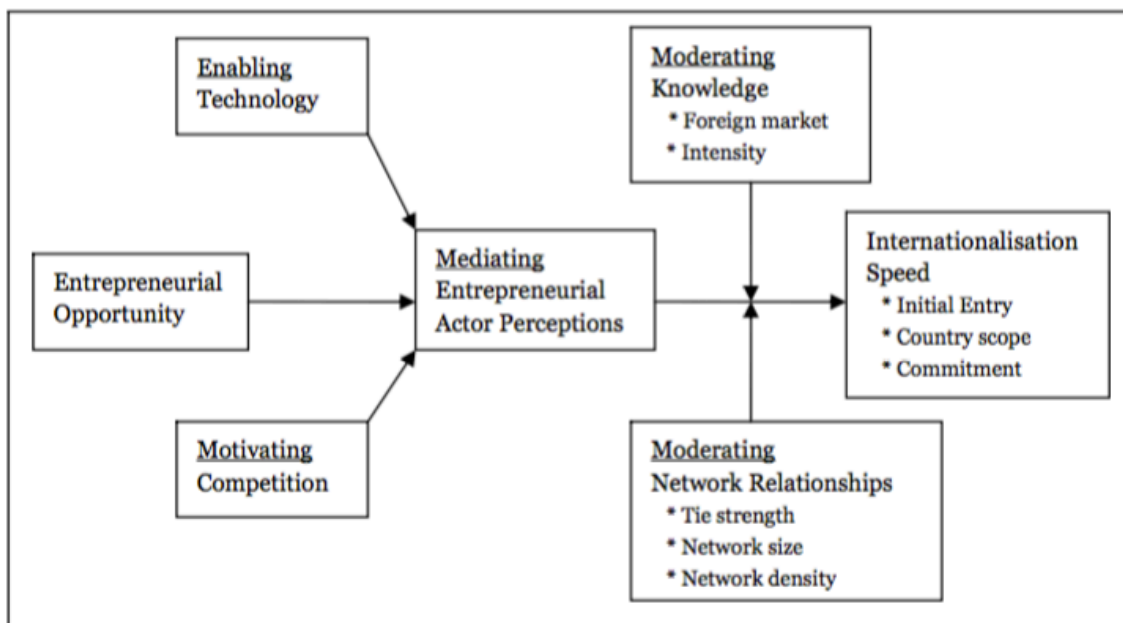 Enabling
Technology
Moderating
Knowledge
* Foreign market
* Intensity
Entrepreneurial
Opportunity
Mediating
Entrepreneurial
Actor Perceptions
Internationalisation
Speed
* Initial Entry
* Country scope
* Commitment
Motivating
Competition
Moderating
Network Relationships
* Tie strength
* Network size
* Network density